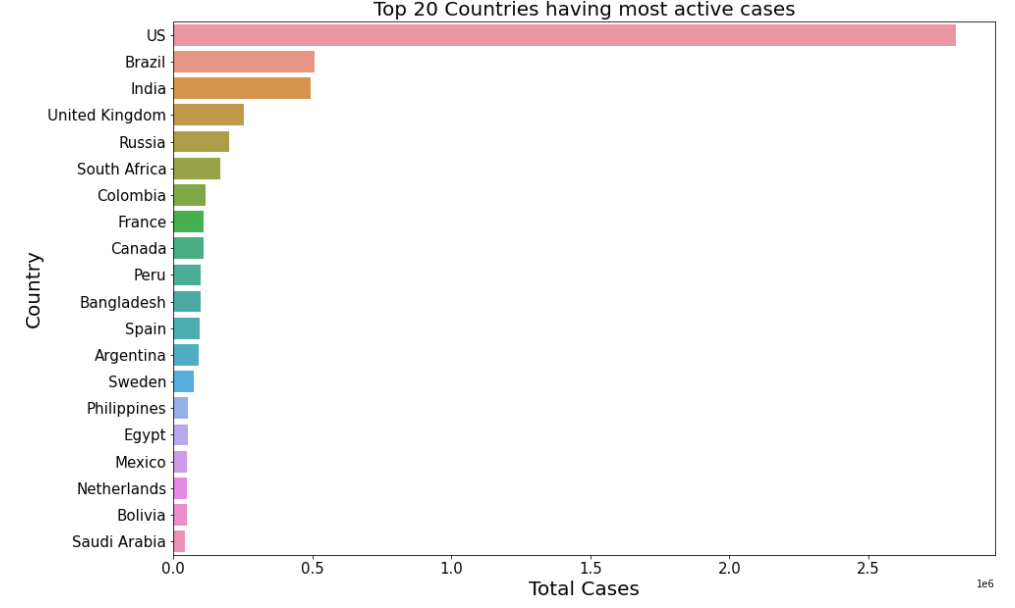 Top 20 Countries having most active cases
US
Brazil
India
United Kingdom
Russia
South Africa
Colombia
France
Canada
Peru
Bangladesh
Spain
Argentina
Sweden
Philippines
Egypt
Mexico
Netherlands
Bolivia
Saudi Arabia
Country
0.0 0.5 1.0 1.5 2.0 2.5
1e6
Total Cases